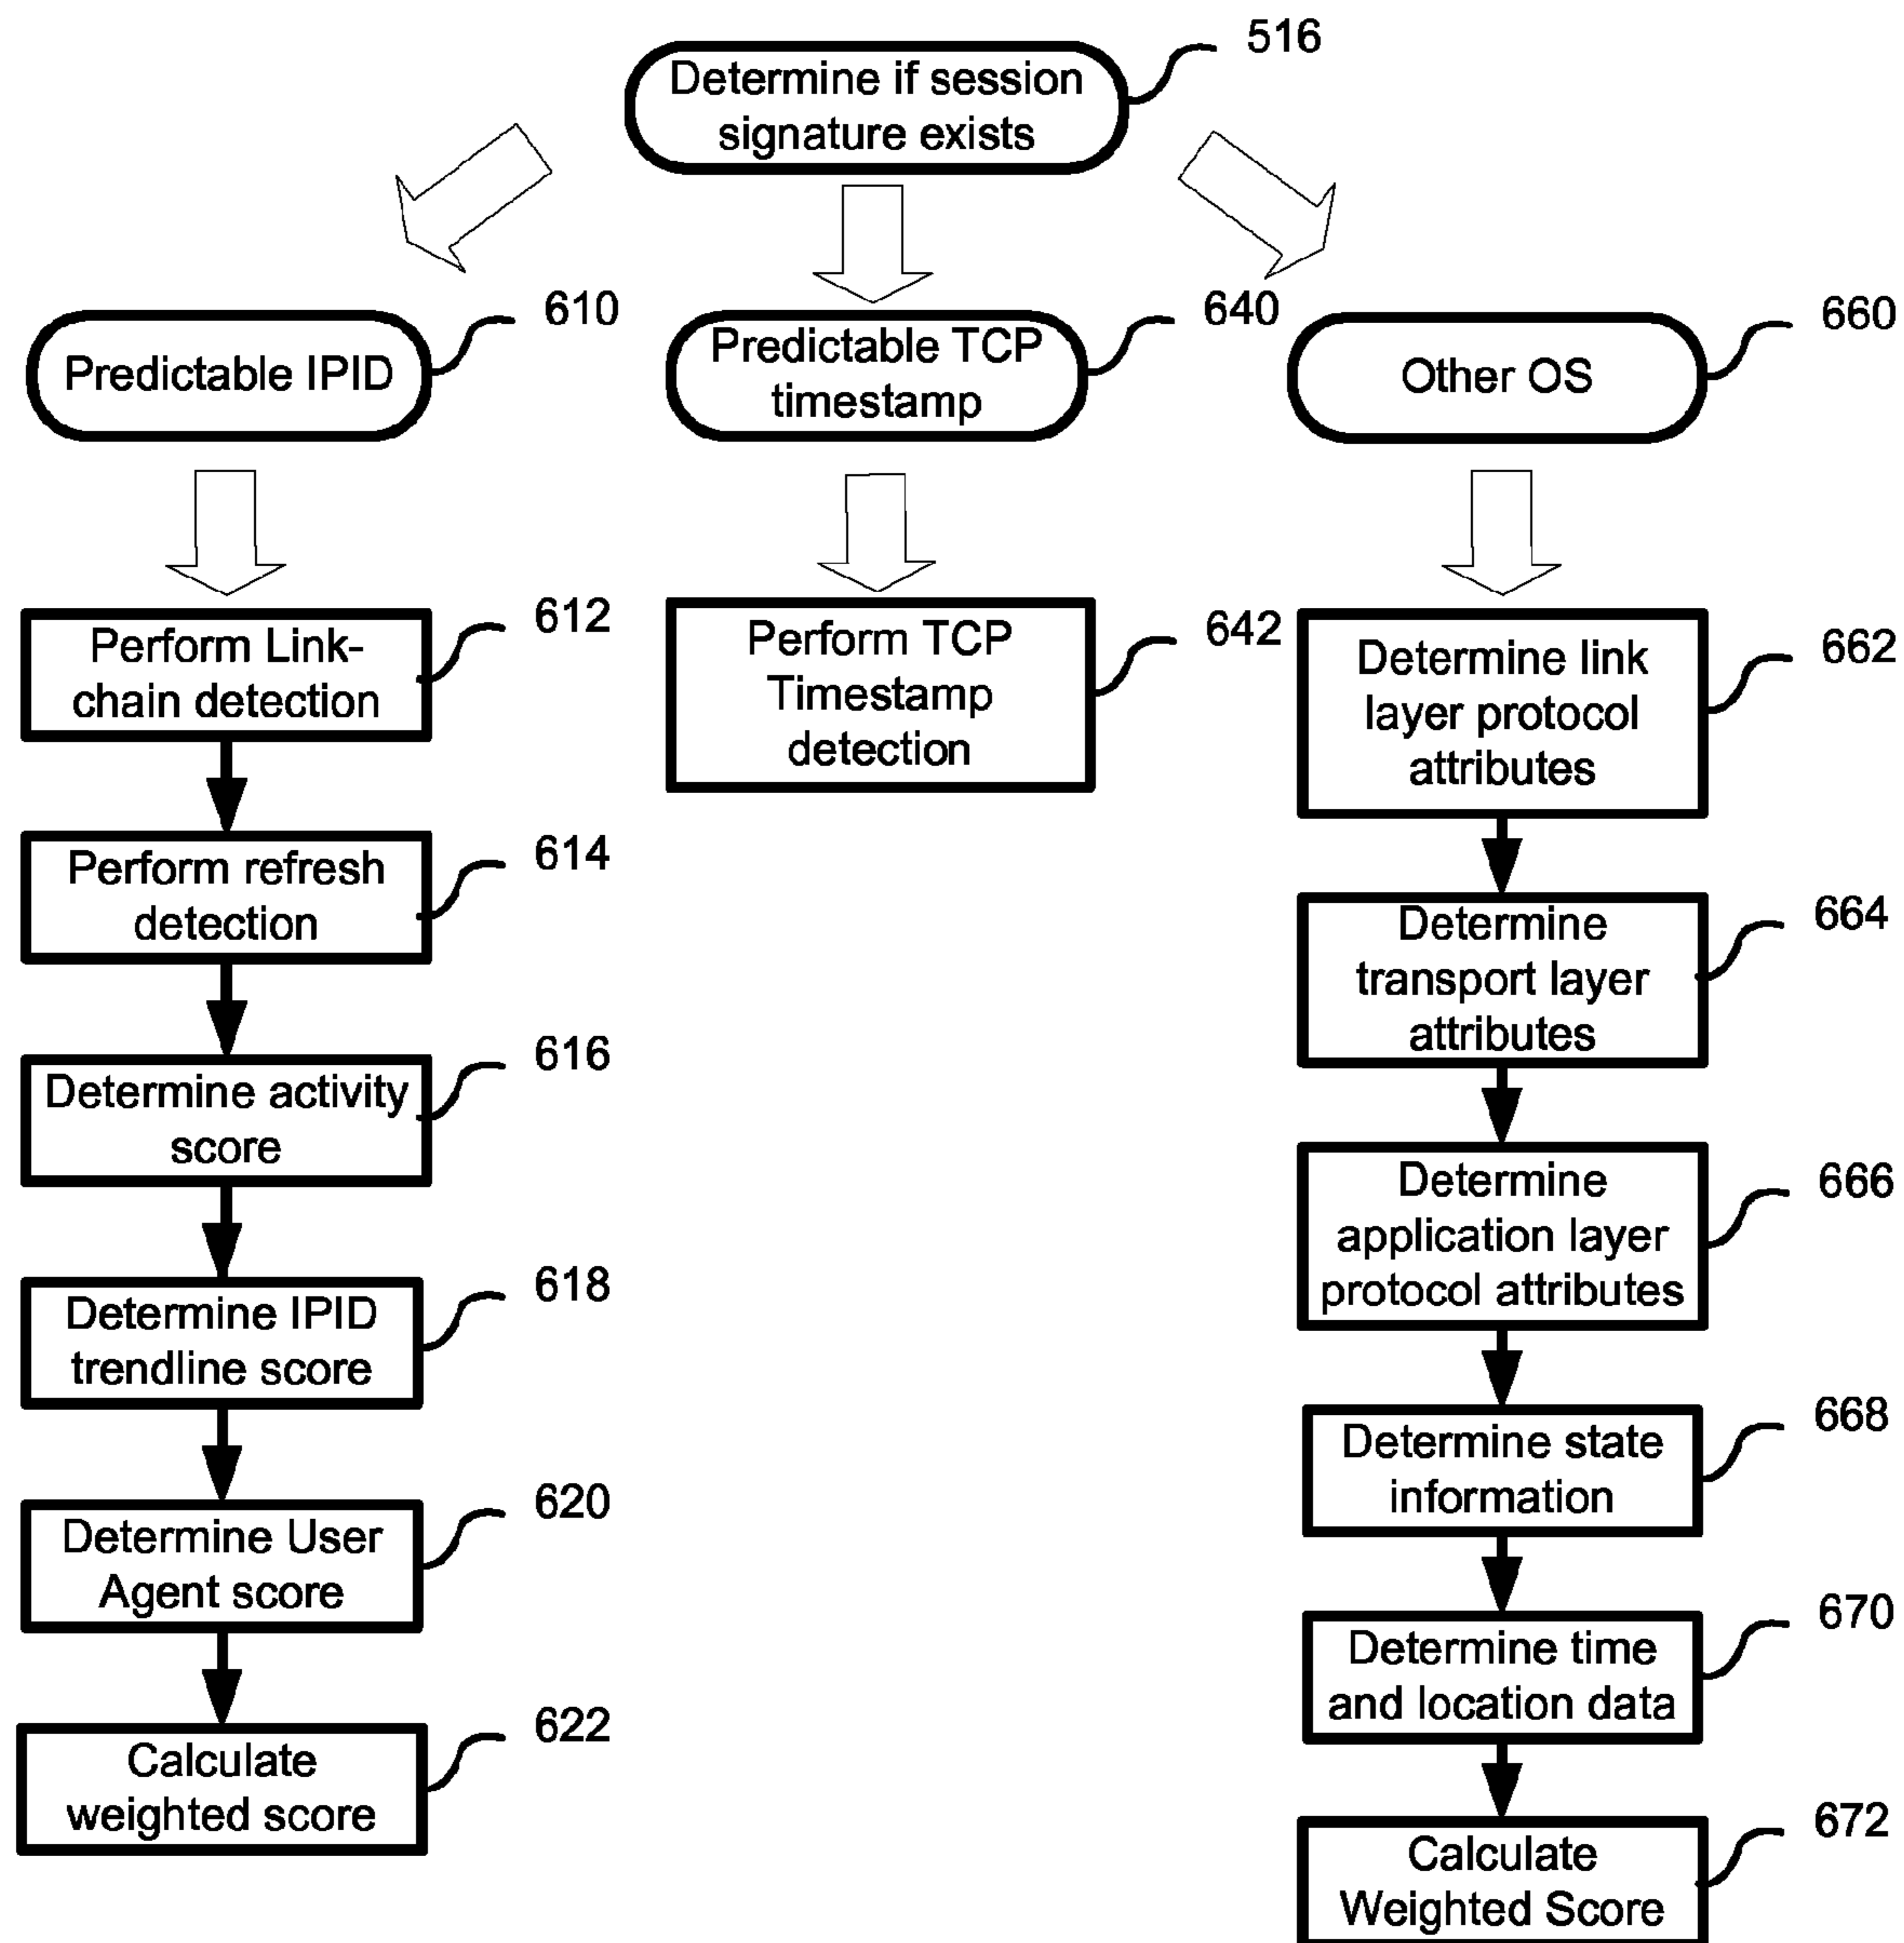 Determine if session
signature exists
516
Predictable IPID
610
Predictable TCP
timestamp
640
Other OS
660
Perform Link-
chain detection
612
Perform refresh
detection
614
Determine activity
score
616
Determine IPID
trendline score
618
Determine User
Agent score
620
Calculate
weighted score
622
Perform TCP
Timestamp
detection
642
Determine link
layer protocol
attributes
662
Determine
transport layer
attributes
664
Determine
application layer
protocol attributes
666
Determine state
information
668
Determine time
and location data
670
Calculate
Weighted Score
672